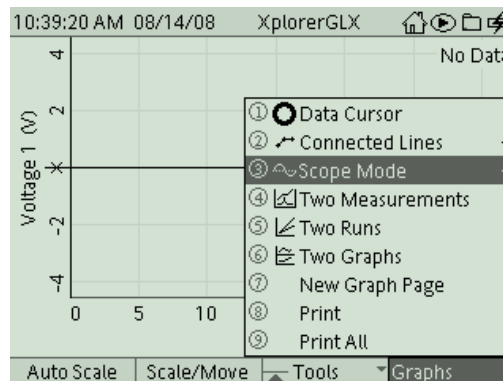 10:39:20 AM 08/14/08 XplorerGLX
No Data
4
2
Voltage 1 (V)
-2
-4
0 5 10
① Data Cursor
② Connected Lines
③ Scope Mode
④ Two Measurements
⑤ Two Runs
⑥ Two Graphs
⑦ New Graph Page
⑧ Print
⑨ Print All
Auto Scale Scale/Move Tools Graphs